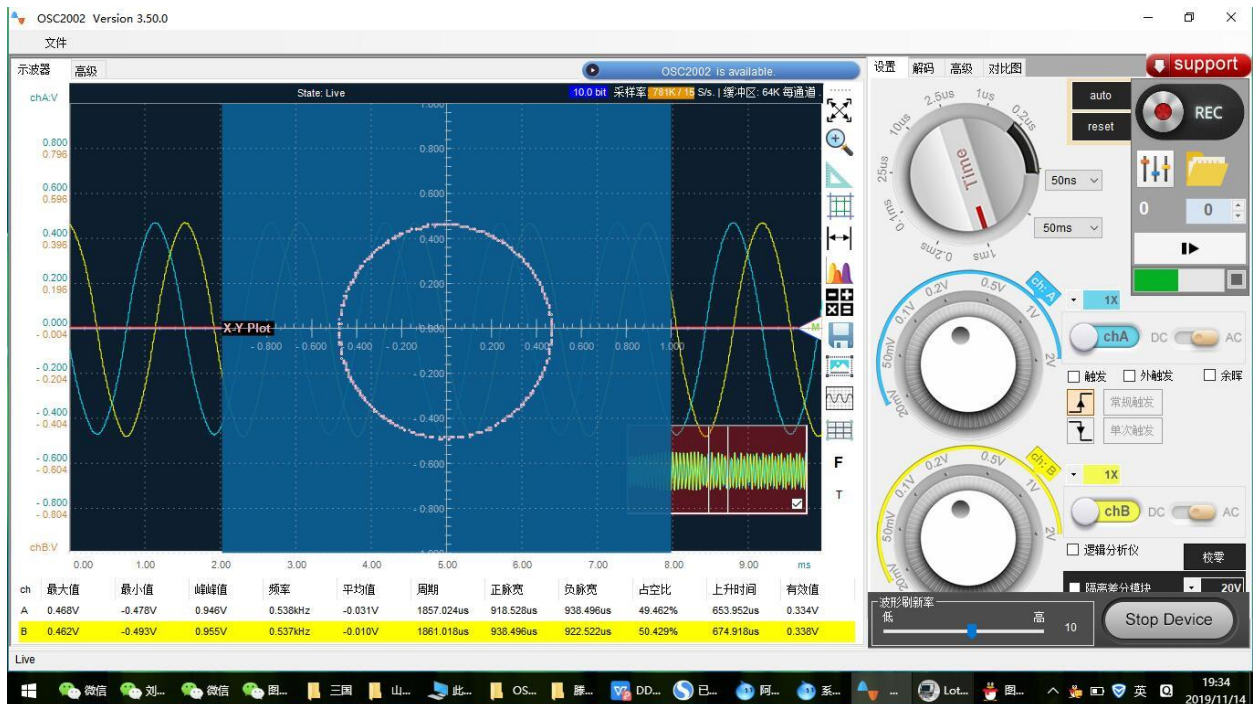 OSC2002 Version 3.50.0
文件
示波器 高级
OSC2002 is available.
设置 解码 高级 对比图
support
chA:V
State: Live
10.0 bit 采样率 781K / 15 S/s. | 缓冲区: 64K 每通道
1.000
0.800
0.796
0.600
0.596
0.400
0.396
0.200
0.196
0.000
-0.004
-0.200
-0.204
-0.400
-0.404
-0.600
-0.604
-0.800
-0.804
chB:V
0.800
0.600
0.400
0.200
0.000
X-Y Plot
-0.800 -0.600 -0.400 -0.200 0.200 0.400 0.600 0.800 1.000
-0.200
-0.400
-0.600
-0.800
M
0.00 1.00 2.00 3.00 4.00 5.00 6.00 7.00 8.00 9.00 ms
F
T
ch 最大值 最小值 峰峰值 频率 平均值 周期 正脉宽 负脉宽 占空比 上升时间 有效值
A 0.468V -0.478V 0.946V 0.538kHz -0.031V 1857.024us 918.528us 938.496us 49.462% 653.952us 0.334V
B 0.462V -0.493V 0.955V 0.537kHz -0.010V 1861.018us 938.496us 922.522us 50.429% 674.918us 0.338V
Live
Time
25us 10us 2.5us 1us 0.2us
0.1ms 0.2ms 1ms
auto
reset
REC
50ns
50ms
0 0
20mV 50mV 0.1V 0.2V 0.5V 1V 2V
ch: A
1X
chA DC AC
触发 外触发 余晖
常规触发
单次触发
50mV 0.1V 0.2V 0.5V 1V 2V
ch: B
1X
chB DC AC
逻辑分析仪
校零
隔离差分模块 20V
波形刷新率
低 高 10
Stop Device
微信 刘... 微信 图... 三国 山... 此... OS... 滕... DD... 已... 阿... 系... ... Lot... 图... 英
19:34
2019/11/14